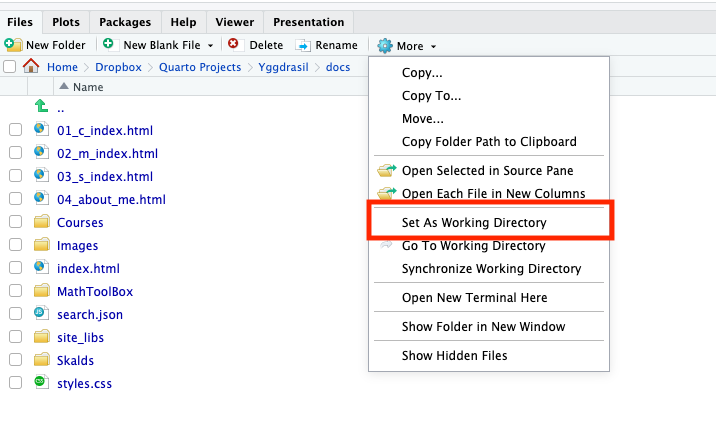 Files Plots Packages Help Viewer Presentation
New Folder New Blank File Delete Rename More
Home Dropbox Quarto Projects Yggdrasil docs
Name
..
01_c_index.html
02_m_index.html
03_s_index.html
04_about_me.html
Courses
Images
index.html
MathToolBox
search.json
site_libs
Skalds
styles.css
Copy...
Copy To...
Move...
Copy Folder Path to Clipboard
Open Selected in Source Pane
Open Each File in New Columns
Set As Working Directory
Go To Working Directory
Synchronize Working Directory
Open New Terminal Here
Show Folder in New Window
Show Hidden Files